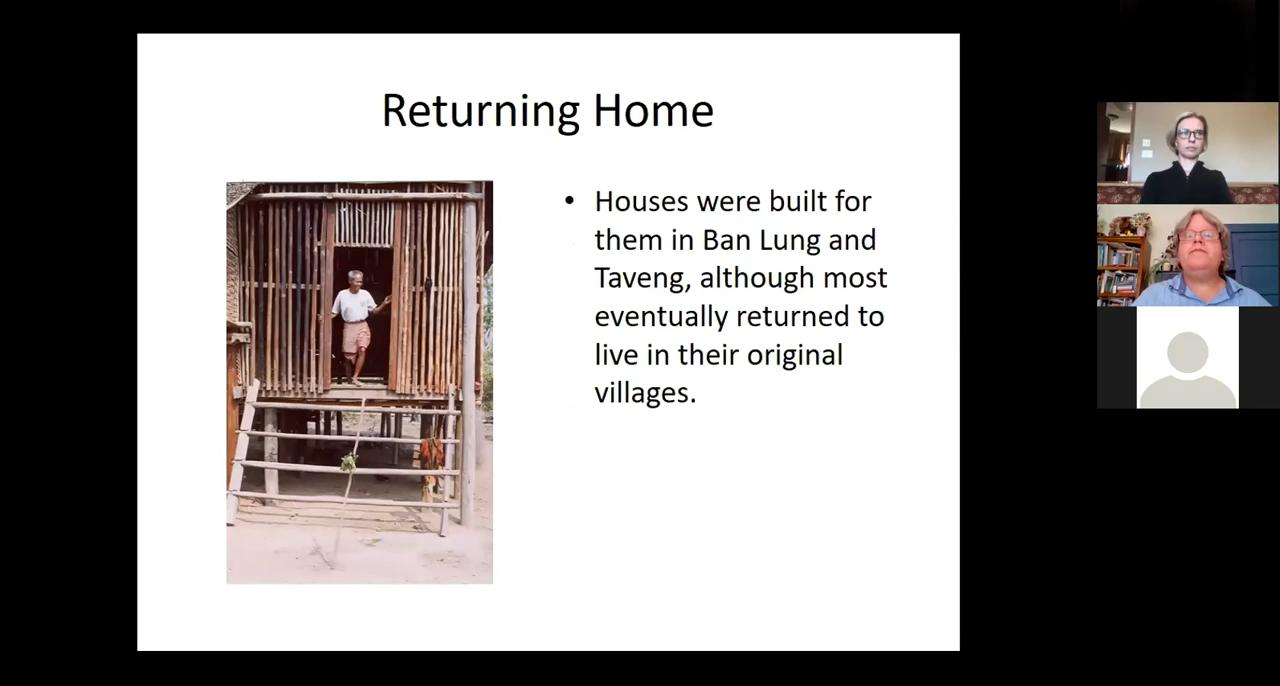 Returning Home
• Houses were built for
them in Ban Lung and
Taveng, although most
eventually returned to
live in their original
villages.